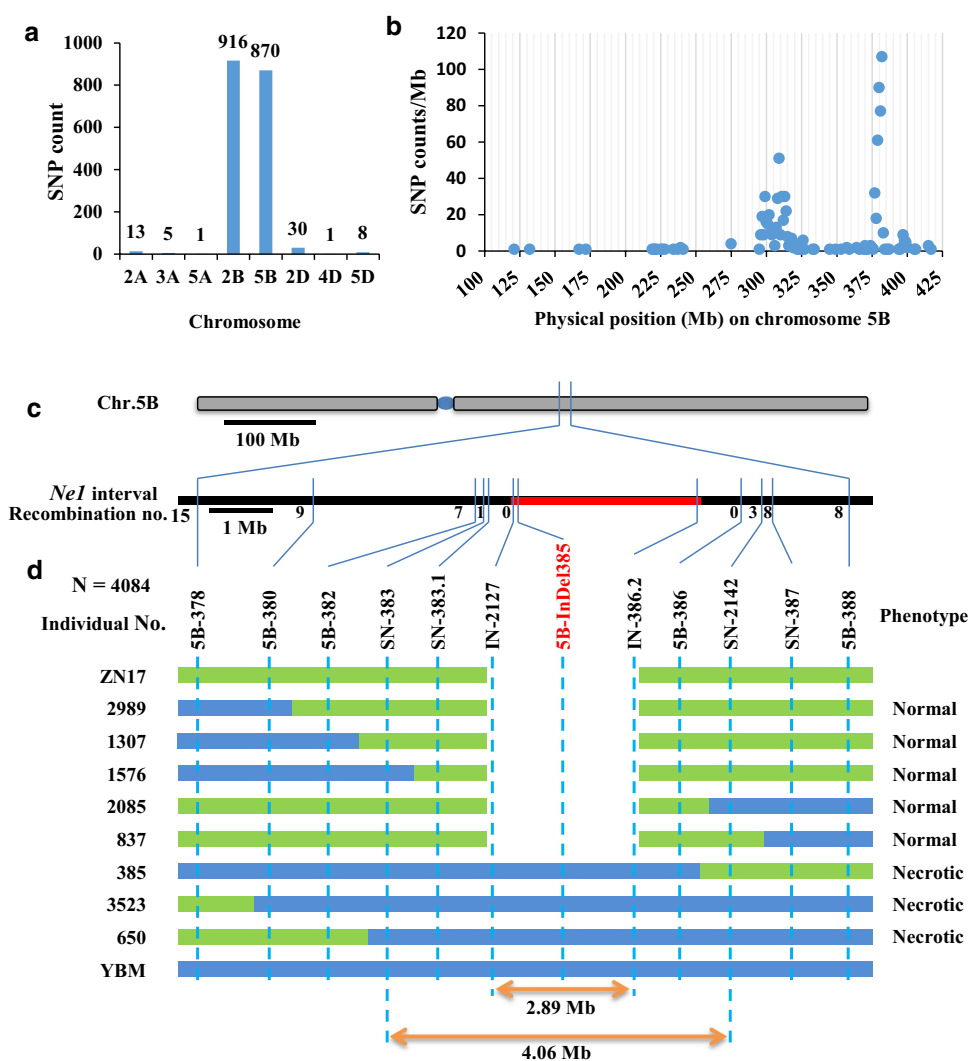 a
1000
800
600
400
200
0
SNP count
13
5
1
916
870
30
1
8
2A 3A 5A 2B 5B 2D 4D 5D
Chromosome
b
120
100
80
60
40
20
0
SNP counts/Mb
100 125 150 175 200 225 250 275 300 325 350 375 400 425
Physical position (Mb) on chromosome 5B
c
Chr.5B
100 Mb
Ne1 interval
Recombination no.
15 9 7 1 0 0 3 8 8
1 Mb
d
N = 4084
Individual No.
5B-378
5B-380
5B-382
SN-383
SN-383.1
IN-2127
5B-InDel385
IN-386.2
5B-386
SN-2142
SN-387
5B-388
Phenotype
ZN17
2989 Normal
1307 Normal
1576 Normal
2085 Normal
837 Normal
385 Necrotic
3523 Necrotic
650 Necrotic
YBM
2.89 Mb
4.06 Mb